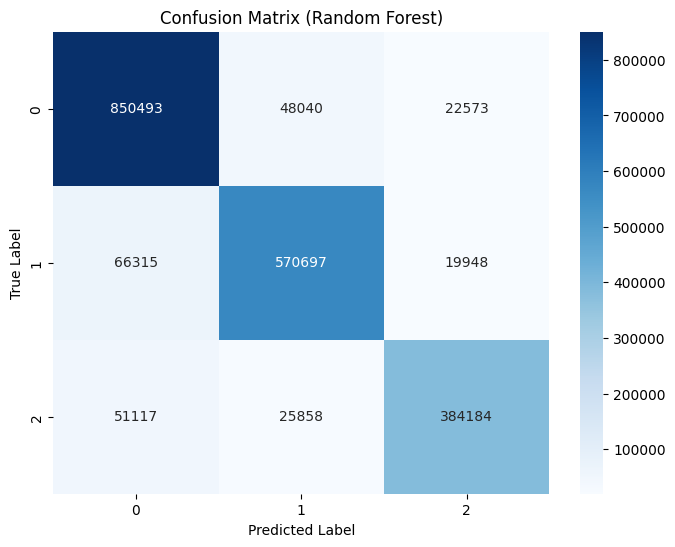 Confusion Matrix (Random Forest)
True Label
0
850493 48040 22573
1
66315 570697 19948
2
51117 25858 384184
0 1 2
Predicted Label
800000
700000
600000
500000
400000
300000
200000
100000